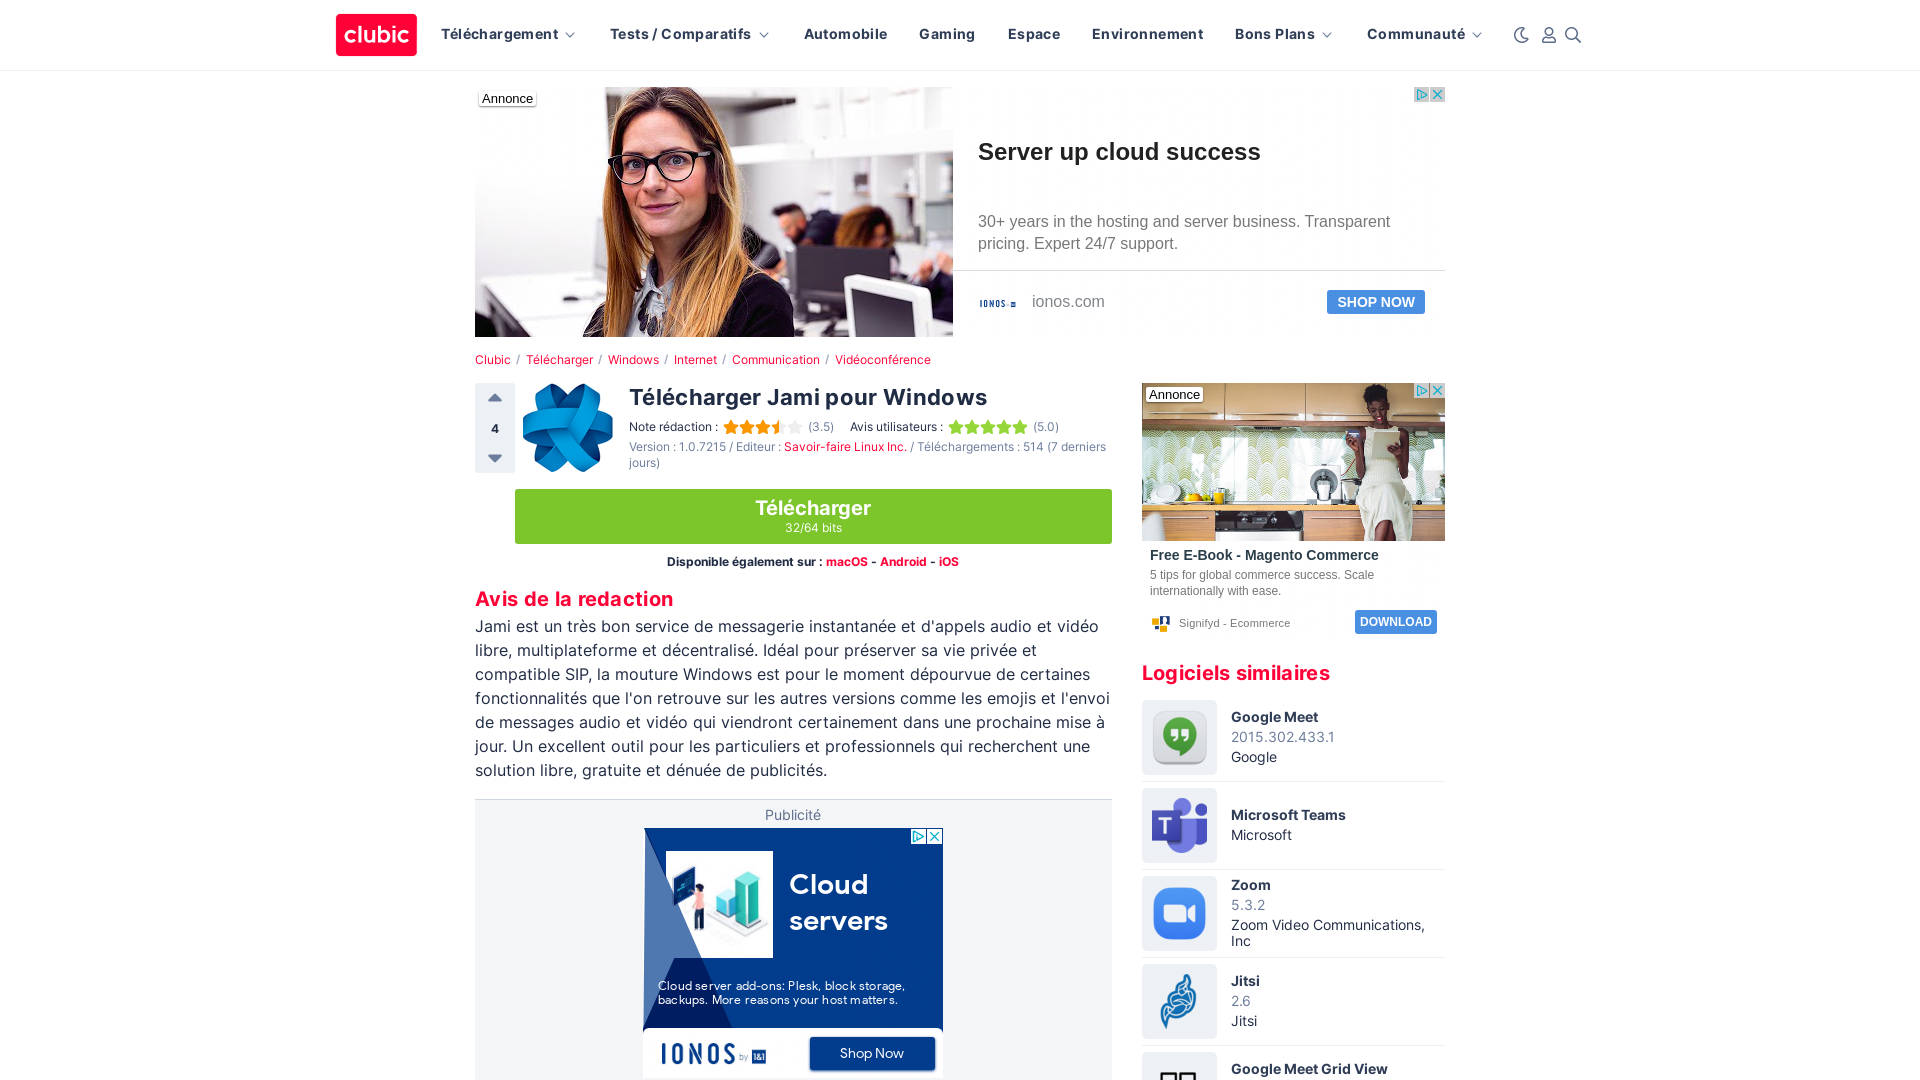 clubic
Téléchargement
Tests / Comparatifs
Automobile
Gaming
Espace
Environnement
Bons Plans
Communauté
Annonce
Server up cloud success
30+ years in the hosting and server business. Transparent
pricing. Expert 24/7 support.
IONOS
ionos.com
SHOP NOW
Clubic / Télécharger / Windows / Internet / Communication / Vidéoconférence
4
Télécharger Jami pour Windows
Note rédaction : (3.5) Avis utilisateurs : (5.0)
Version : 1.0.7215 / Editeur : Savoir-faire Linux Inc. / Téléchargements : 514 (7 derniers
jours)
Télécharger
32/64 bits
Disponible également sur : macOS - Android - iOS
Avis de la redaction
Jami est un très bon service de messagerie instantanée et d'appels audio et vidéo
libre, multiplateforme et décentralisé. Idéal pour préserver sa vie privée et
compatible SIP, la mouture Windows est pour le moment dépourvue de certaines
fonctionnalités que l'on retrouve sur les autres versions comme les emojis et l'envoi
de messages audio et vidéo qui viendront certainement dans une prochaine mise à
jour. Un excellent outil pour les particuliers et professionnels qui recherchent une
solution libre, gratuite et dénuée de publicités.
Publicité
Cloud
servers
Cloud server add-ons: Plesk, block storage,
backups. More reasons your host matters.
IONOS by 1&1
Shop Now
Annonce
Free E-Book - Magento Commerce
5 tips for global commerce success. Scale
internationally with ease.
Signifyd - Ecommerce
DOWNLOAD
Logiciels similaires
Google Meet
2015.302.433.1
Google
T
Microsoft Teams
Microsoft
Zoom
5.3.2
Zoom Video Communications,
Inc
Jitsi
2.6
Jitsi
Google Meet Grid View